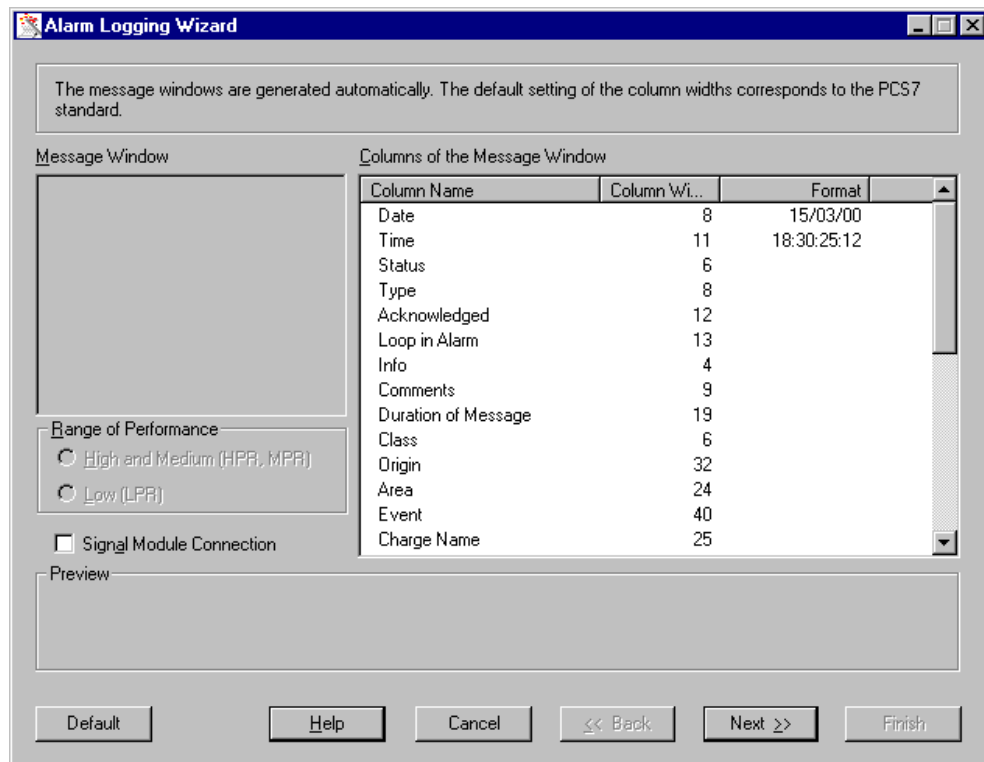 Alarm Logging Wizard
The message windows are generated automatically. The default setting of the column widths corresponds to the PCS7
standard.
Message Window
Columns of the Message Window
Column Name Column Wi... Format
Date 8 15/03/00
Time 11 18:30:25:12
Status 6
Type 8
Acknowledged 12
Loop in Alarm 13
Info 4
Comments 9
Duration of Message 19
Class 6
Origin 32
Area 24
Event 40
Charge Name 25
Range of Performance
High and Medium (HPR, MPR)
Low (LPR)
Signal Module Connection
Preview
Default Help Cancel << Back Next >> Finish